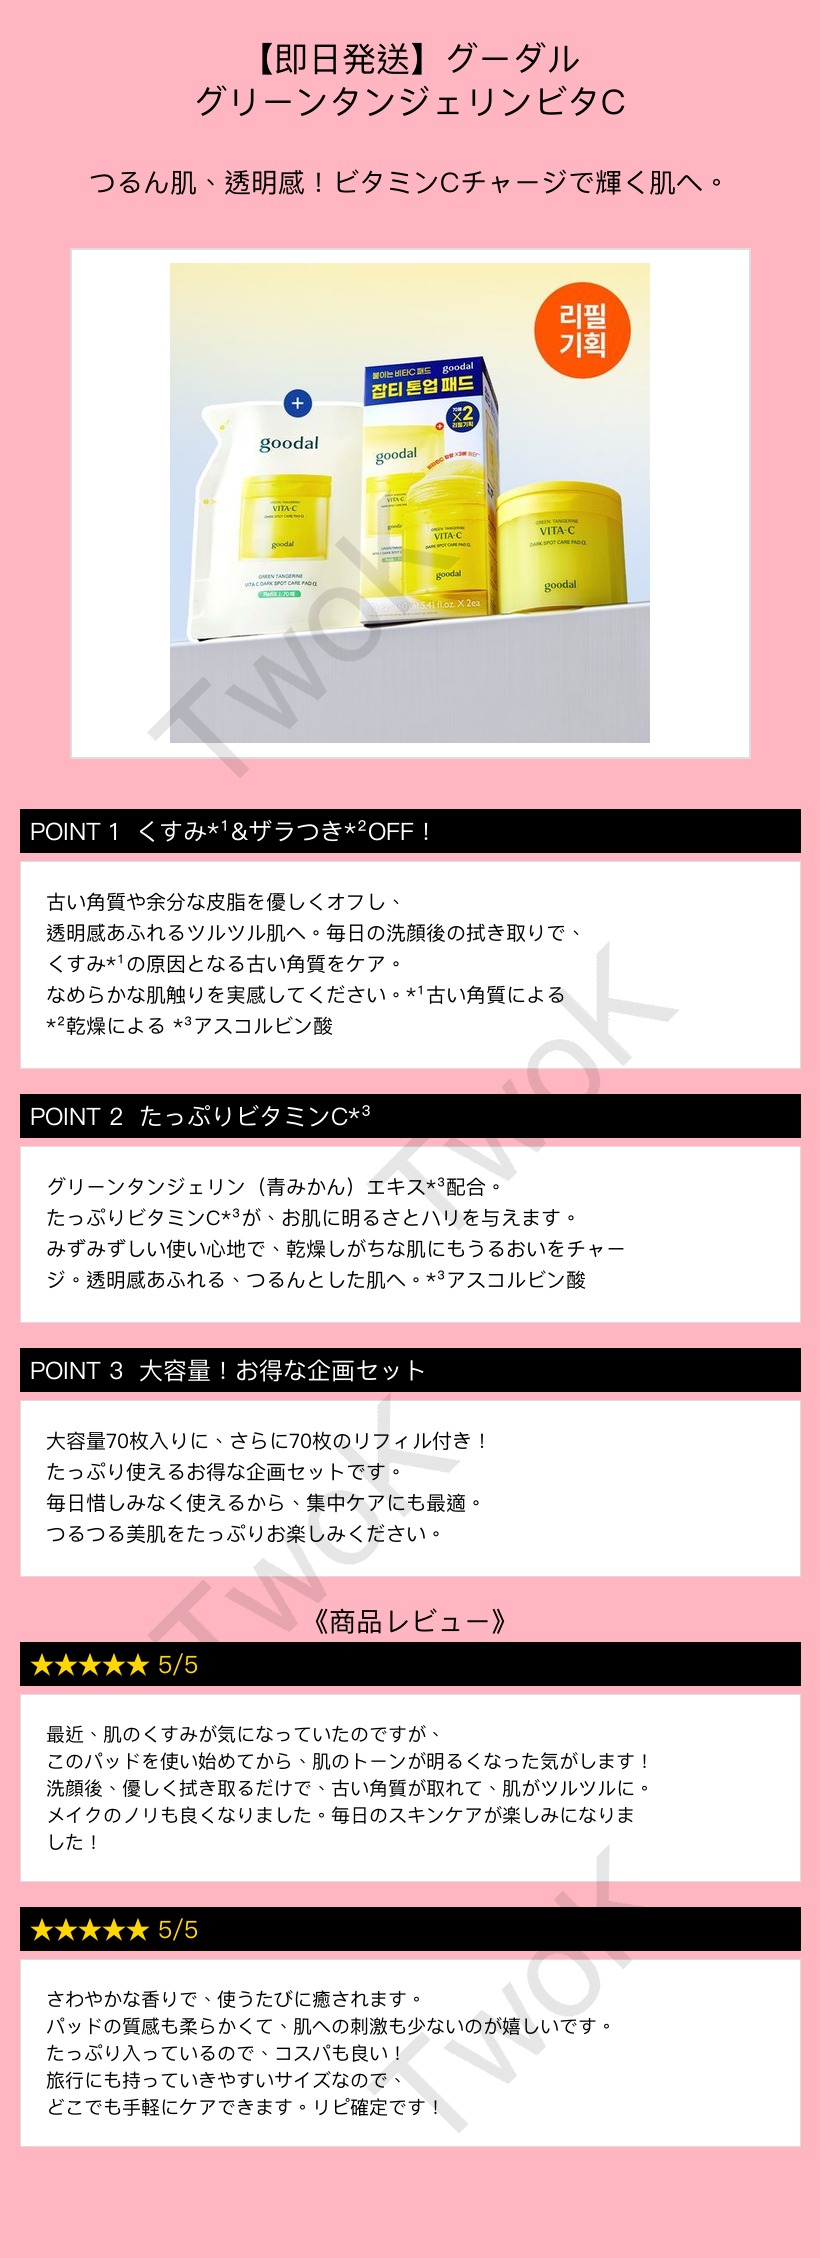 【即日発送】グーダル
グリーンタンジェリンビタC
つるん肌、透明感！ビタミンCチャージで輝く肌へ。
리필
기획
붙이는 비타C 패드 goodal
잡티 톤업 패드
70매
X2
리필기획
goodal
goodal
VITA-C
goodal
GREEN TANGERINE
VITA C DARK SPOT CARE PAD
Refill | 70매
GREEN TANGERINE
VITA-C
DARK SPOT CARE PAD
goodal
5.41 fl.oz. X 2ea
GREEN TANGERINE
VITA-C
DARK SPOT CARE PAD
goodal
Twok
POINT 1 くすみ*¹&ザラつき*²OFF！
古い角質や余分な皮脂を優しくオフし、
透明感あふれるツルツル肌へ。毎日の洗顔後の拭き取りで、
くすみ*¹の原因となる古い角質をケア。
なめらかな肌触りを実感してください。*¹古い角質による
*²乾燥による *³アスコルビン酸
Twok
POINT 2 たっぷりビタミンC*³
グリーンタンジェリン（青みかん）エキス*³配合。
たっぷりビタミンC*³が、お肌に明るさとハリを与えます。
みずみずしい使い心地で、乾燥しがちな肌にもうるおいをチャー
ジ。透明感あふれる、つるんとした肌へ。*³アスコルビン酸
POINT 3 大容量！お得な企画セット
大容量70枚入りに、さらに70枚のリフィル付き！
たっぷり使えるお得な企画セットです。
毎日惜しみなく使えるから、集中ケアにも最適。
つるつる美肌をたっぷりお楽しみください。
Twok
《商品レビュー》
★★★★★ 5/5
最近、肌のくすみが気になっていたのですが、
このパッドを使い始めてから、肌のトーンが明るくなった気がします！
洗顔後、優しく拭き取るだけで、古い角質が取れて、肌がツルツルに。
メイクのノリも良くなりました。毎日のスキンケアが楽しみになりま
した！
★★★★★ 5/5
さわやかな香りで、使うたびに癒されます。
パッドの質感も柔らかくて、肌への刺激も少ないのが嬉しいです。
たっぷり入っているので、コスパも良い！
旅行にも持っていきやすいサイズなので、
どこでも手軽にケアできます。リピ確定です！
Twok